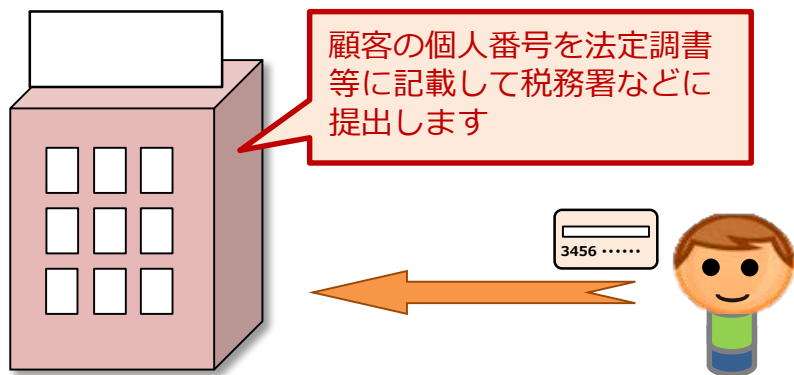 顧客の個人番号を法定調書
等に記載して税務署などに
提出します
3456 ……